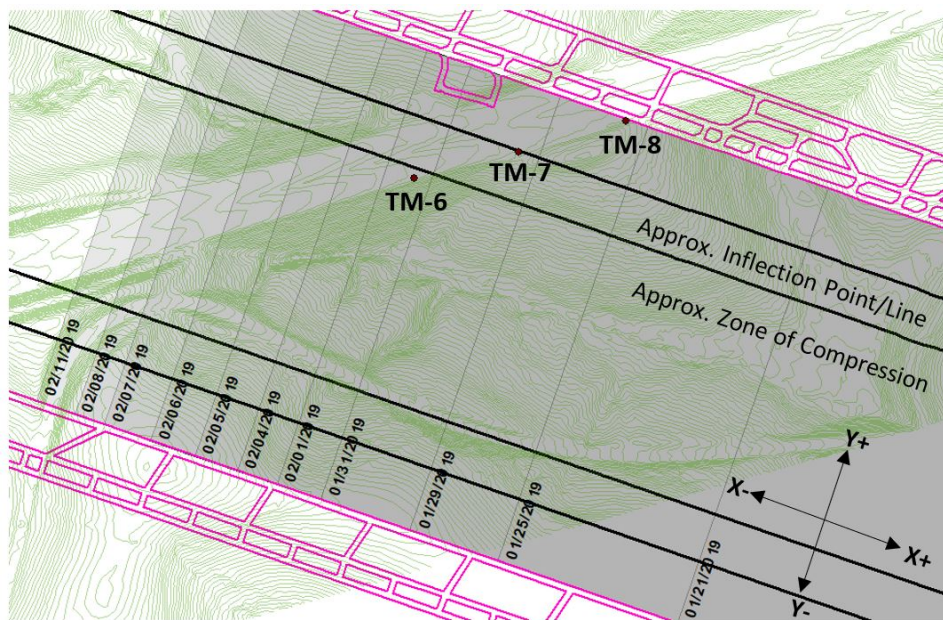 TM-8
TM-7
TM-6
Approx. Inflection Point/Line
Approx. Zone of Compression
02/11/2019
02/08/2019
02/07/2019
02/06/2019
02/05/2019
02/04/2019
02/01/2019
01/31/2019
01/29/2019
01/25/2019
01/21/2019
Y+
X-
X+
Y-